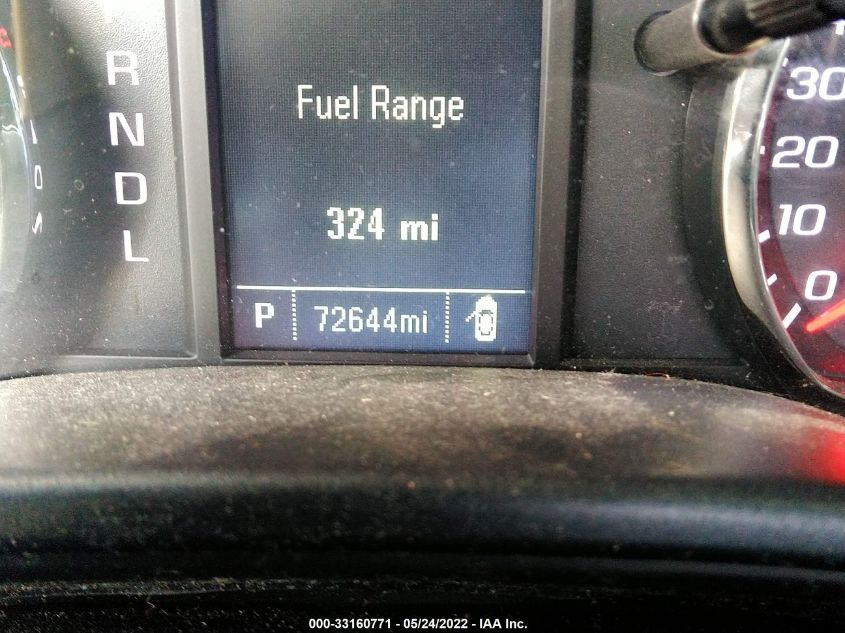 R
N
D
L
Fuel Range
324 mi
P 72644mi
30
20
10
0
000-33160771 - 05/24/2022 - IAA Inc.